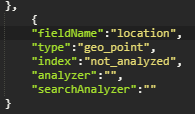 },
{
"fieldName":"location",
"type":"geo_point",
"index":"not_analyzed",
"analyzer":"",
"searchAnalyzer":""
}